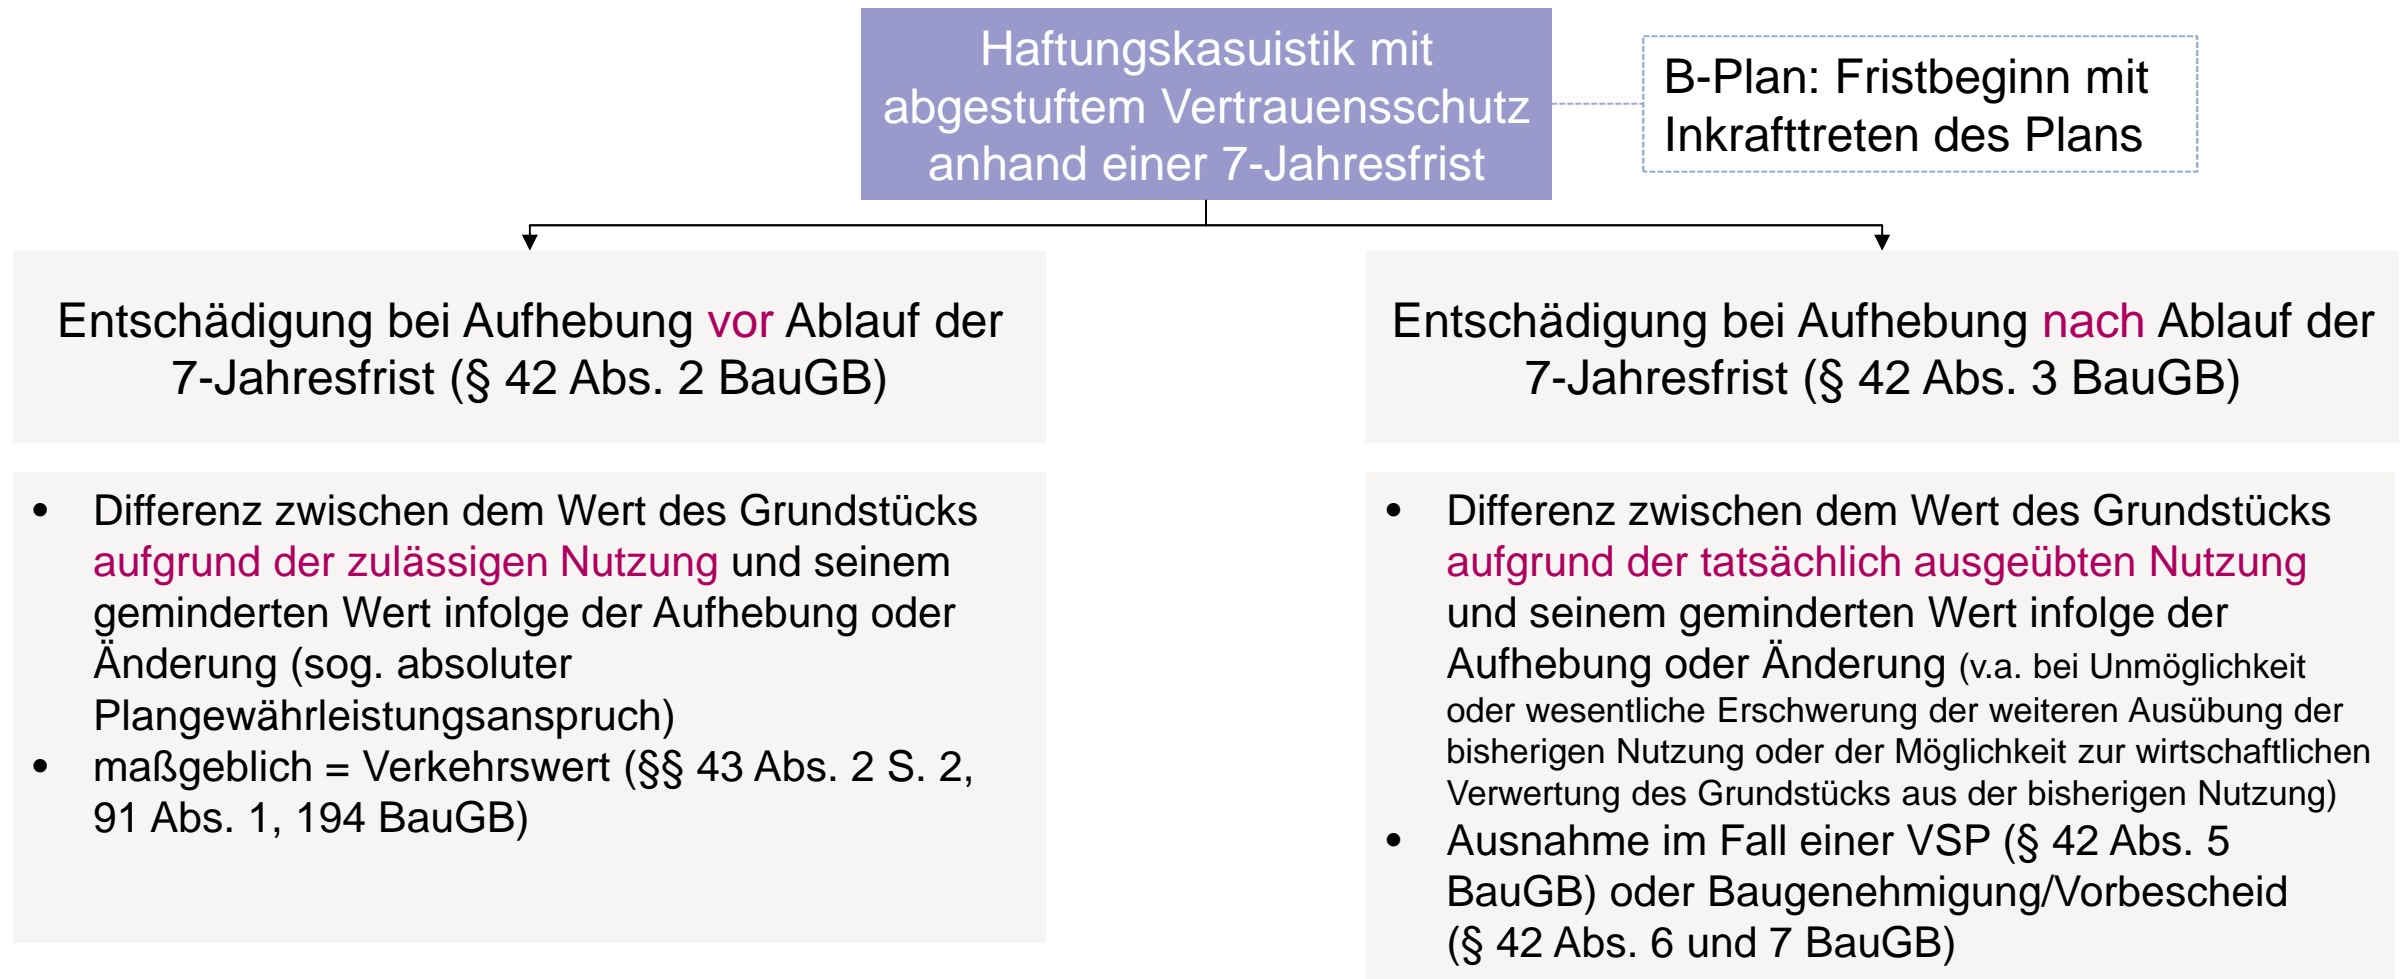 Haftungskasuistik mit
abgestuftem Vertrauensschutz
anhand einer 7-Jahresfrist
B-Plan: Fristbeginn mit
Inkrafttreten des Plans
Entschädigung bei Aufhebung vor Ablauf der
7-Jahresfrist (§ 42 Abs. 2 BauGB)
Entschädigung bei Aufhebung nach Ablauf der
7-Jahresfrist (§ 42 Abs. 3 BauGB)
• Differenz zwischen dem Wert des Grundstücks
aufgrund der zulässigen Nutzung und seinem
geminderten Wert infolge der Aufhebung oder
Änderung (sog. absoluter
Plangewährleistungsanspruch)
• maßgeblich = Verkehrswert (§§ 43 Abs. 2 S. 2,
91 Abs. 1, 194 BauGB)
• Differenz zwischen dem Wert des Grundstücks
aufgrund der tatsächlich ausgeübten Nutzung
und seinem geminderten Wert infolge der
Aufhebung oder Änderung (v.a. bei Unmöglichkeit
oder wesentliche Erschwerung der weiteren Ausübung der
bisherigen Nutzung oder der Möglichkeit zur wirtschaftlichen
Verwertung des Grundstücks aus der bisherigen Nutzung)
• Ausnahme im Fall einer VSP (§ 42 Abs. 5
BauGB) oder Baugenehmigung/Vorbescheid
(§ 42 Abs. 6 und 7 BauGB)